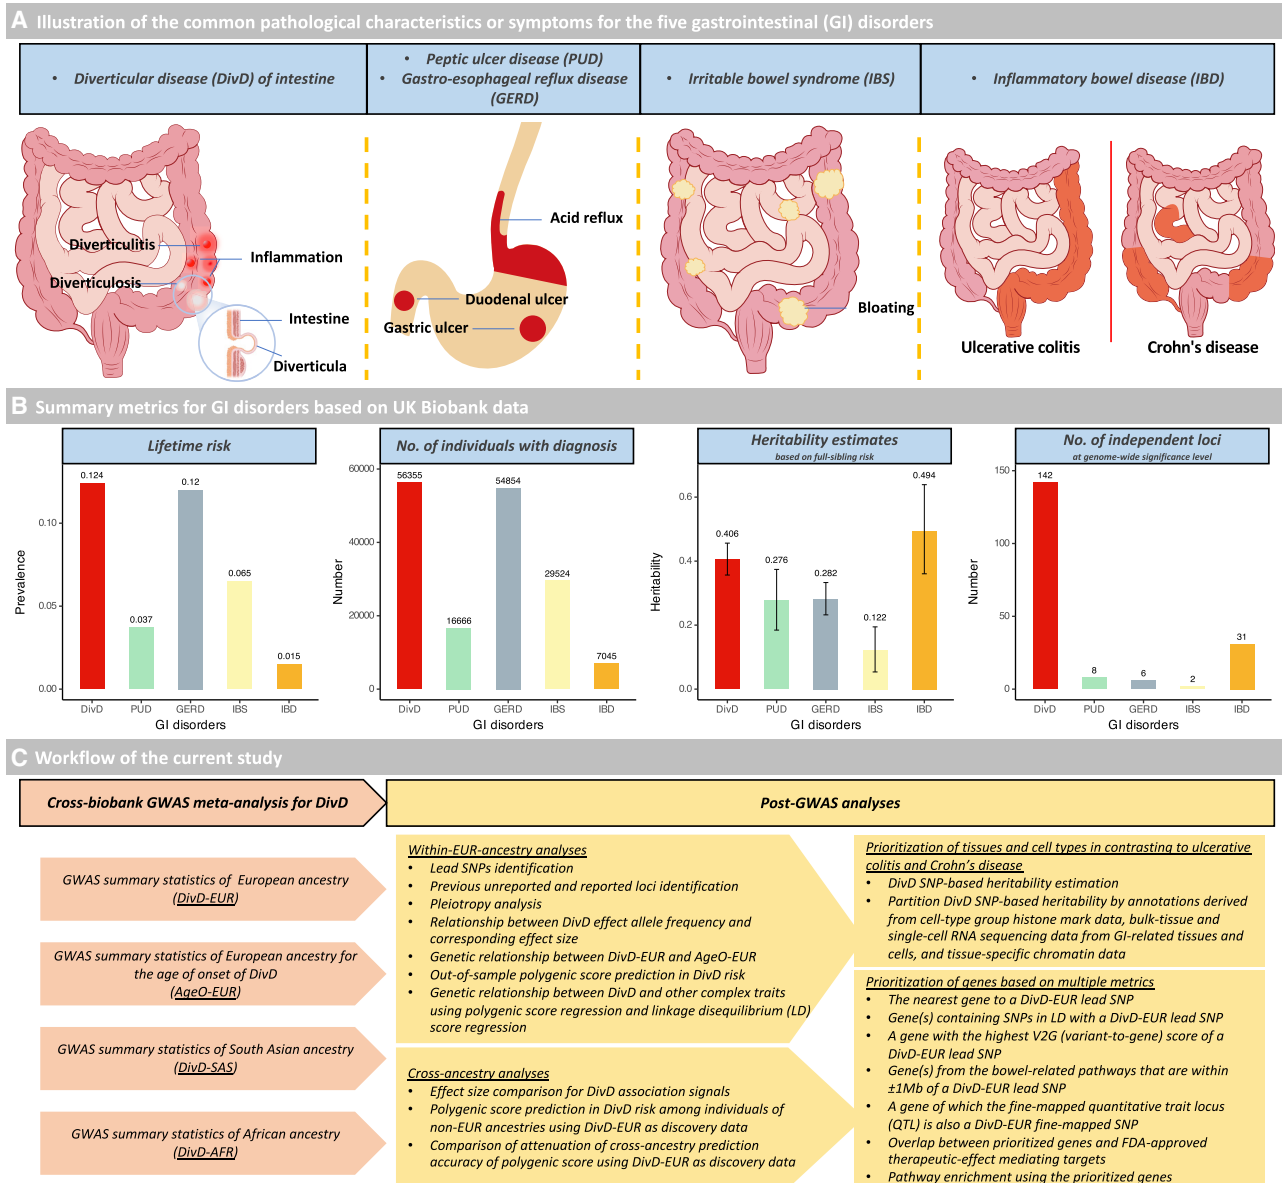 A Illustration of the common pathological characteristics or symptoms for the five gastrointestinal (GI) disorders
• Diverticular disease (DivD) of intestine
• Peptic ulcer disease (PUD)
• Gastro-esophageal reflux disease
(GERD)
• Irritable bowel syndrome (IBS)
• Inflammatory bowel disease (IBD)
Diverticulitis
Inflammation
Diverticulosis
Intestine
Diverticula
Acid reflux
Duodenal ulcer
Gastric ulcer
Bloating
Ulcerative colitis
Crohn's disease
B Summary metrics for GI disorders based on UK Biobank data
Lifetime risk
Prevalence
0.10
0.05
0.00
0.124
0.037
0.12
0.065
0.015
DivD PUD GERD IBS IBD
GI disorders
No. of individuals with diagnosis
Number
60000
40000
20000
0
56355
16666
54854
29524
7045
DivD PUD GERD IBS IBD
GI disorders
Heritability estimates
based on full-sibling risk
Heritability
0.6
0.4
0.2
0.0
0.406
0.276
0.282
0.122
0.494
DivD PUD GERD IBS IBD
GI disorders
No. of independent loci
at genome-wide significance level
Number
150
100
50
0
142
8
6
2
31
DivD PUD GERD IBS IBD
GI disorders
C Workflow of the current study
Cross-biobank GWAS meta-analysis for DivD
Post-GWAS analyses
GWAS summary statistics of European ancestry
(DivD-EUR)
GWAS summary statistics of European ancestry for
the age of onset of DivD
(AgeO-EUR)
GWAS summary statistics of South Asian ancestry
(DivD-SAS)
GWAS summary statistics of African ancestry
(DivD-AFR)
Within-EUR-ancestry analyses
• Lead SNPs identification
• Previous unreported and reported loci identification
• Pleiotropy analysis
• Relationship between DivD effect allele frequency and
corresponding effect size
• Genetic relationship between DivD-EUR and AgeO-EUR
• Out-of-sample polygenic score prediction in DivD risk
• Genetic relationship between DivD and other complex traits
using polygenic score regression and linkage disequilibrium (LD)
score regression
Cross-ancestry analyses
• Effect size comparison for DivD association signals
• Polygenic score prediction in DivD risk among individuals of
non-EUR ancestries using DivD-EUR as discovery data
• Comparison of attenuation of cross-ancestry prediction
accuracy of polygenic score using DivD-EUR as discovery data
Prioritization of tissues and cell types in contrasting to ulcerative
colitis and Crohn's disease
• DivD SNP-based heritability estimation
• Partition DivD SNP-based heritability by annotations derived
from cell-type group histone mark data, bulk-tissue and
single-cell RNA sequencing data from GI-related tissues and
cells, and tissue-specific chromatin data
Prioritization of genes based on multiple metrics
• The nearest gene to a DivD-EUR lead SNP
• Gene(s) containing SNPs in LD with a DivD-EUR lead SNP
• A gene with the highest V2G (variant-to-gene) score of a
DivD-EUR lead SNP
• Gene(s) from the bowel-related pathways that are within
±1Mb of a DivD-EUR lead SNP
• A gene of which the fine-mapped quantitative trait locus
(QTL) is also a DivD-EUR fine-mapped SNP
• Overlap between prioritized genes and FDA-approved
therapeutic-effect mediating targets
• Pathway enrichment using the prioritized genes